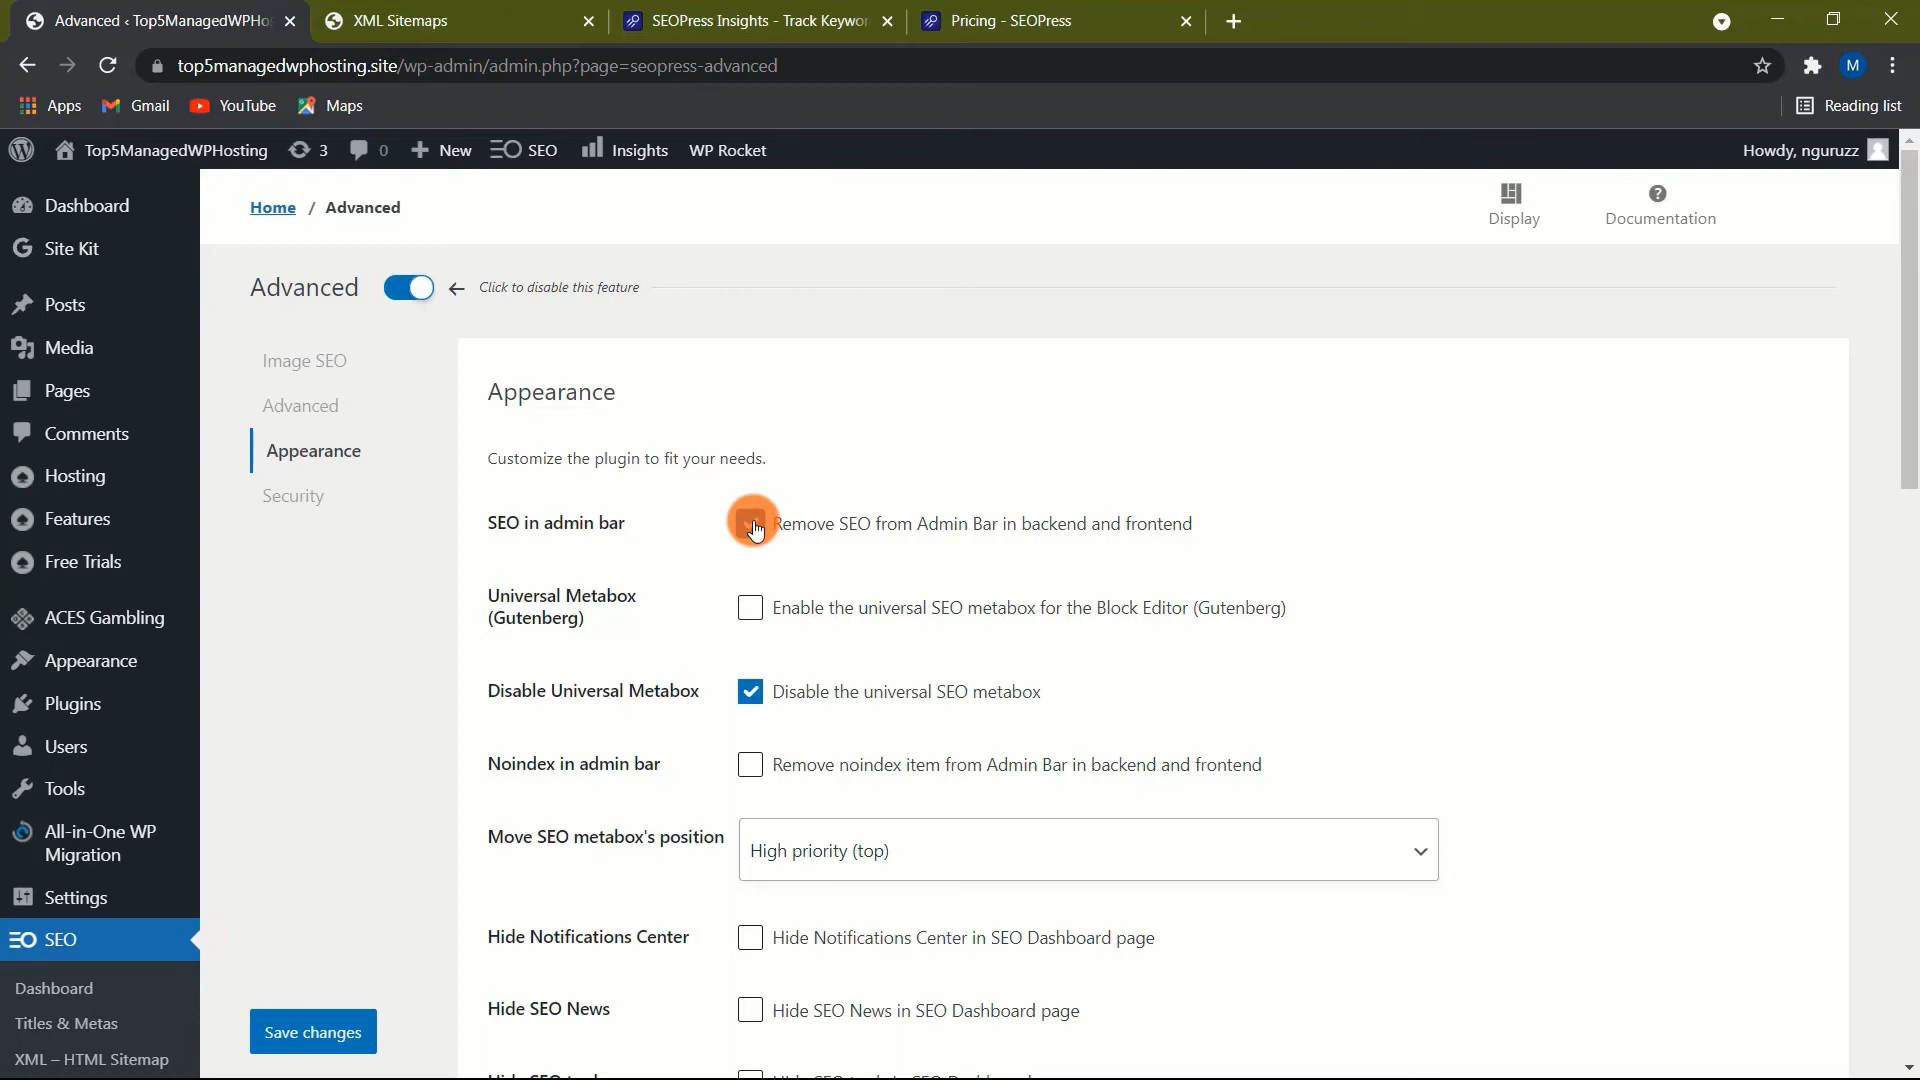 Advanced ‹ Top5ManagedWPHo
XML Sitemaps
SEOPress Insights - Track Keywor
Pricing - SEOPress
top5managedwphosting.site/wp-admin/admin.php?page=seopress-advanced
M
Apps
Gmail
YouTube
Maps
Reading list
Top5ManagedWPHosting
3
0
New
SEO
Insights
WP Rocket
Howdy, nguruzz
Dashboard
Site Kit
Posts
Media
Pages
Comments
Hosting
Features
Free Trials
ACES Gambling
Appearance
Plugins
Users
Tools
All-in-One WP
Migration
Settings
SEO
Dashboard
Titles & Metas
XML – HTML Sitemap
Home / Advanced
Display
Documentation
Advanced
Click to disable this feature
Image SEO
Advanced
Appearance
Security
Save changes
Appearance
Customize the plugin to fit your needs.
SEO in admin bar
Remove SEO from Admin Bar in backend and frontend
Universal Metabox
(Gutenberg)
Enable the universal SEO metabox for the Block Editor (Gutenberg)
Disable Universal Metabox
Disable the universal SEO metabox
Noindex in admin bar
Remove noindex item from Admin Bar in backend and frontend
Move SEO metabox's position
High priority (top)
Hide Notifications Center
Hide Notifications Center in SEO Dashboard page
Hide SEO News
Hide SEO News in SEO Dashboard page